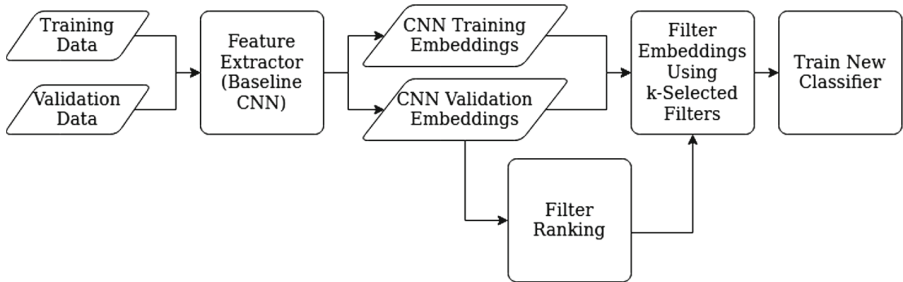 Training
Data
Validation
Data
Feature
Extractor
(Baseline
CNN)
CNN Training
Embeddings
CNN Validation
Embeddings
Filter
Ranking
Filter
Embeddings
Using
k-Selected
Filters
Train New
Classifier